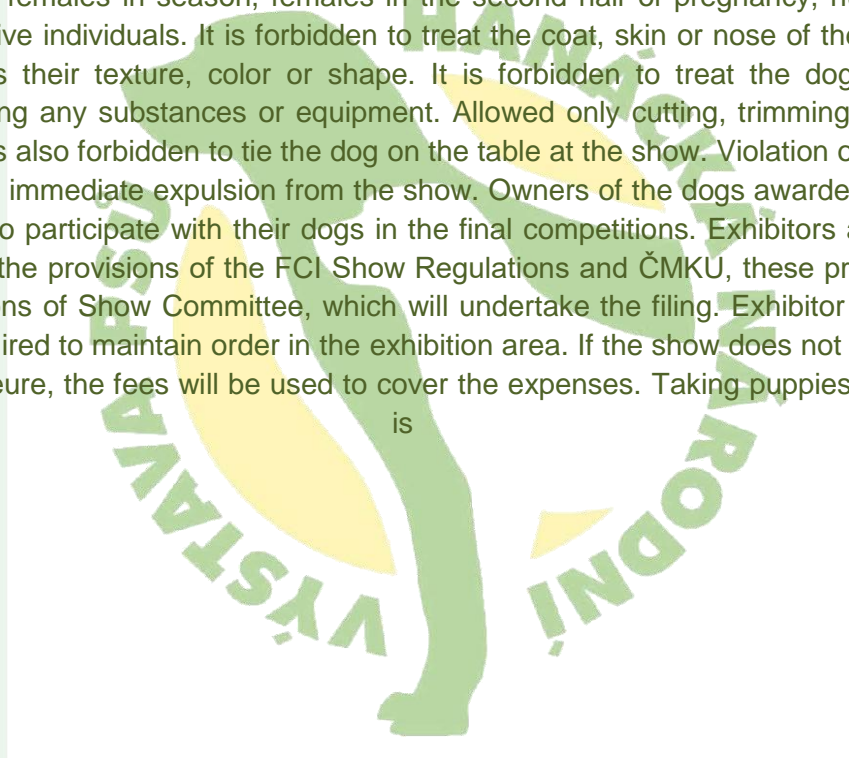 females in season, females in the second half of pregnancy,
ive individuals. It is forbidden to treat the coat, skin or nose of the
s their texture, color or shape. It is forbidden to treat the dog
ng any substances or equipment. Allowed only cutting, trimming
s also forbidden to tie the dog on the table at the show. Violation o
immediate expulsion from the show. Owners of the dogs awarde
o participate with their dogs in the final competitions. Exhibitors a
the provisions of the FCI Show Regulations and ČMKU, these pr
ns of Show Committee, which will undertake the filing. Exhibitor
ired to maintain order in the exhibition area. If the show does not
eure, the fees will be used to cover the expenses. Taking puppies
is
HANÁCKÁ NÁRODNÍ
VÝSTAVA PSŮ